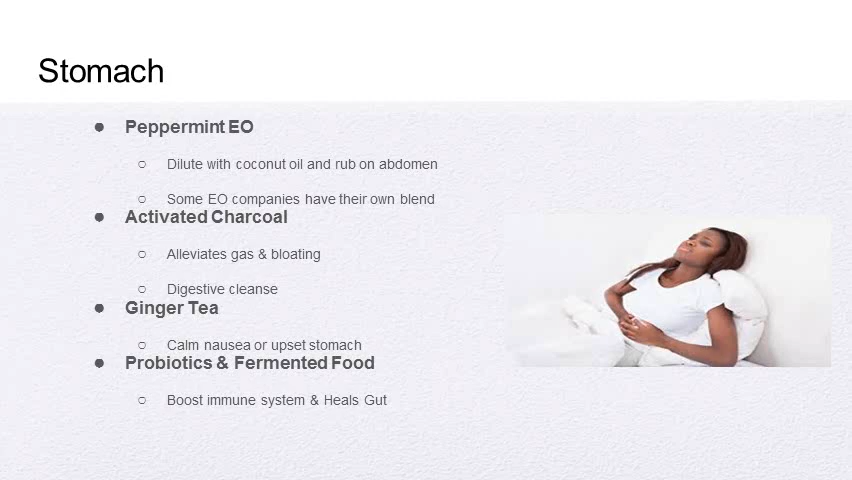 Stomach
● Peppermint EO
○ Dilute with coconut oil and rub on abdomen
○ Some EO companies have their own blend
● Activated Charcoal
○ Alleviates gas & bloating
○ Digestive cleanse
● Ginger Tea
○ Calm nausea or upset stomach
● Probiotics & Fermented Food
○ Boost immune system & Heals Gut